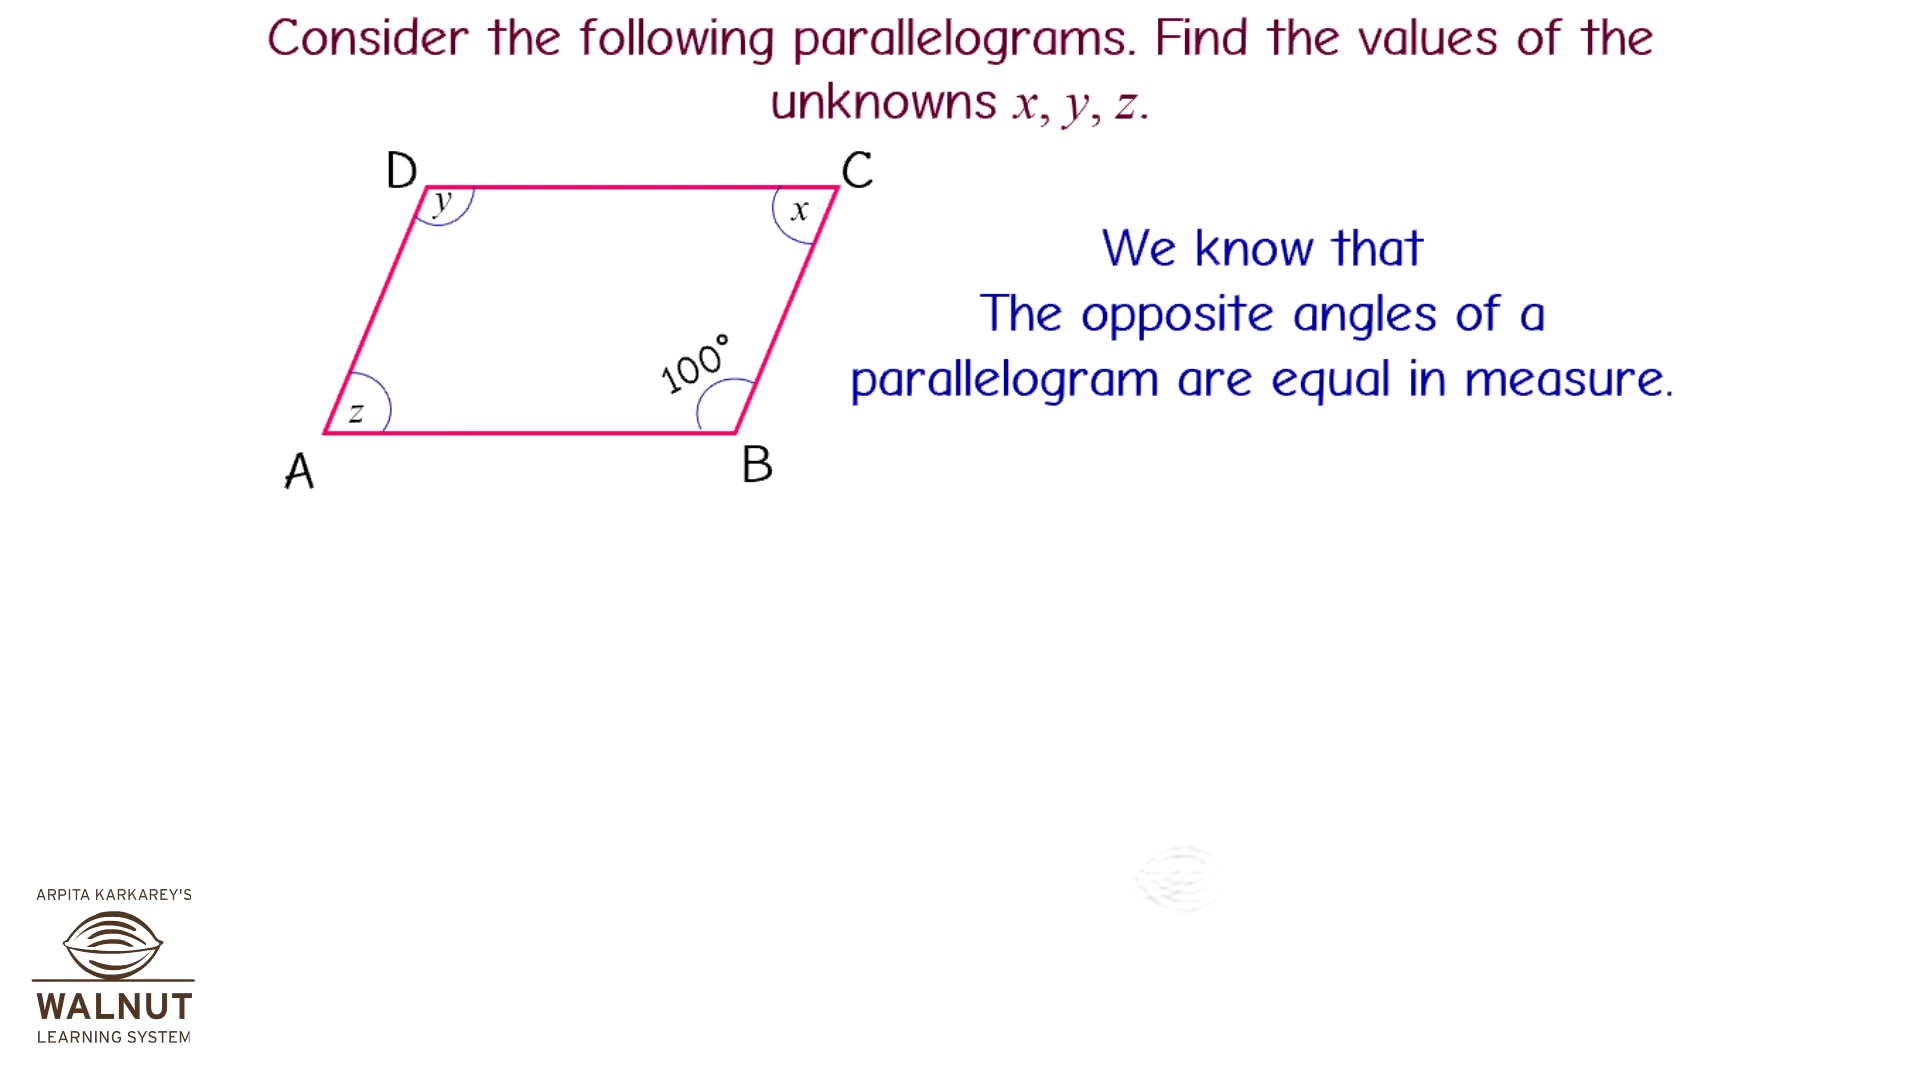 Consider the following parallelograms. Find the values of the
unknowns x, y, z.
D
C
y
x
We know that
The opposite angles of a
parallelogram are equal in measure.
100°
z
A
B
ARPITA KARKAREY'S
WALNUT
LEARNING SYSTEM